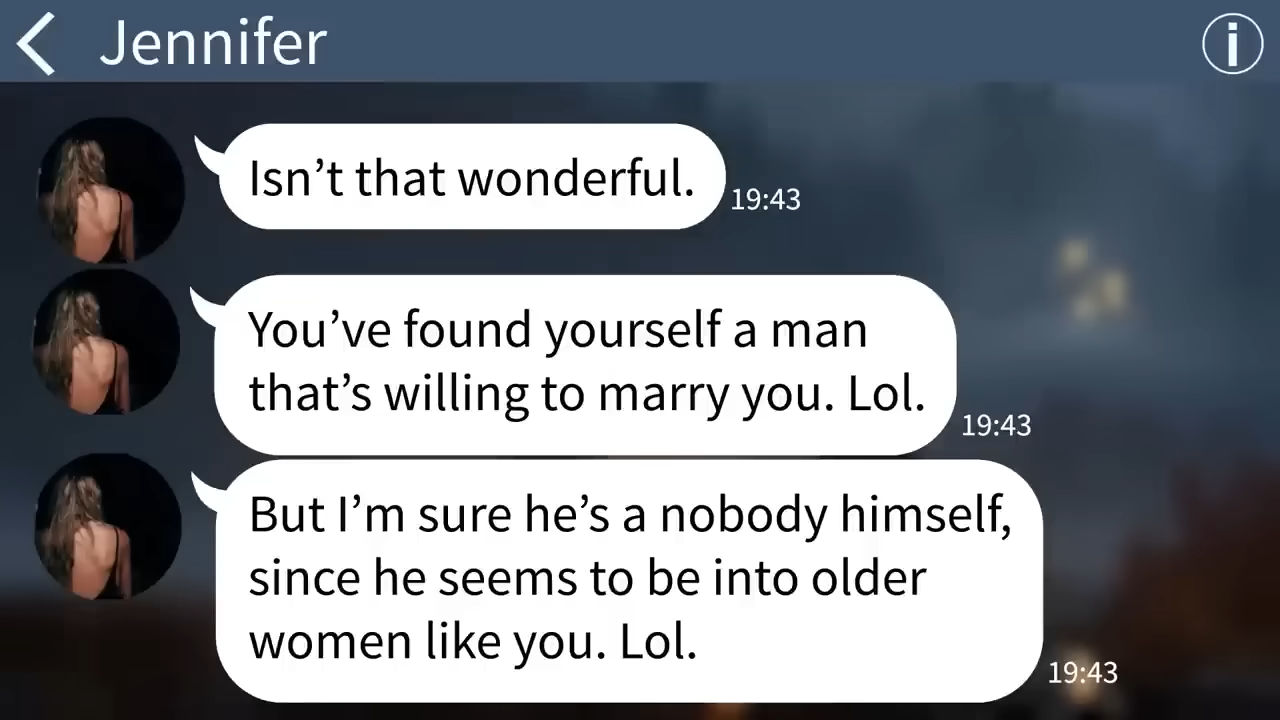 Jennifer
i
Isn’t that wonderful.
19:43
You’ve found yourself a man
that’s willing to marry you. Lol.
19:43
But I’m sure he’s a nobody himself,
since he seems to be into older
women like you. Lol.
19:43